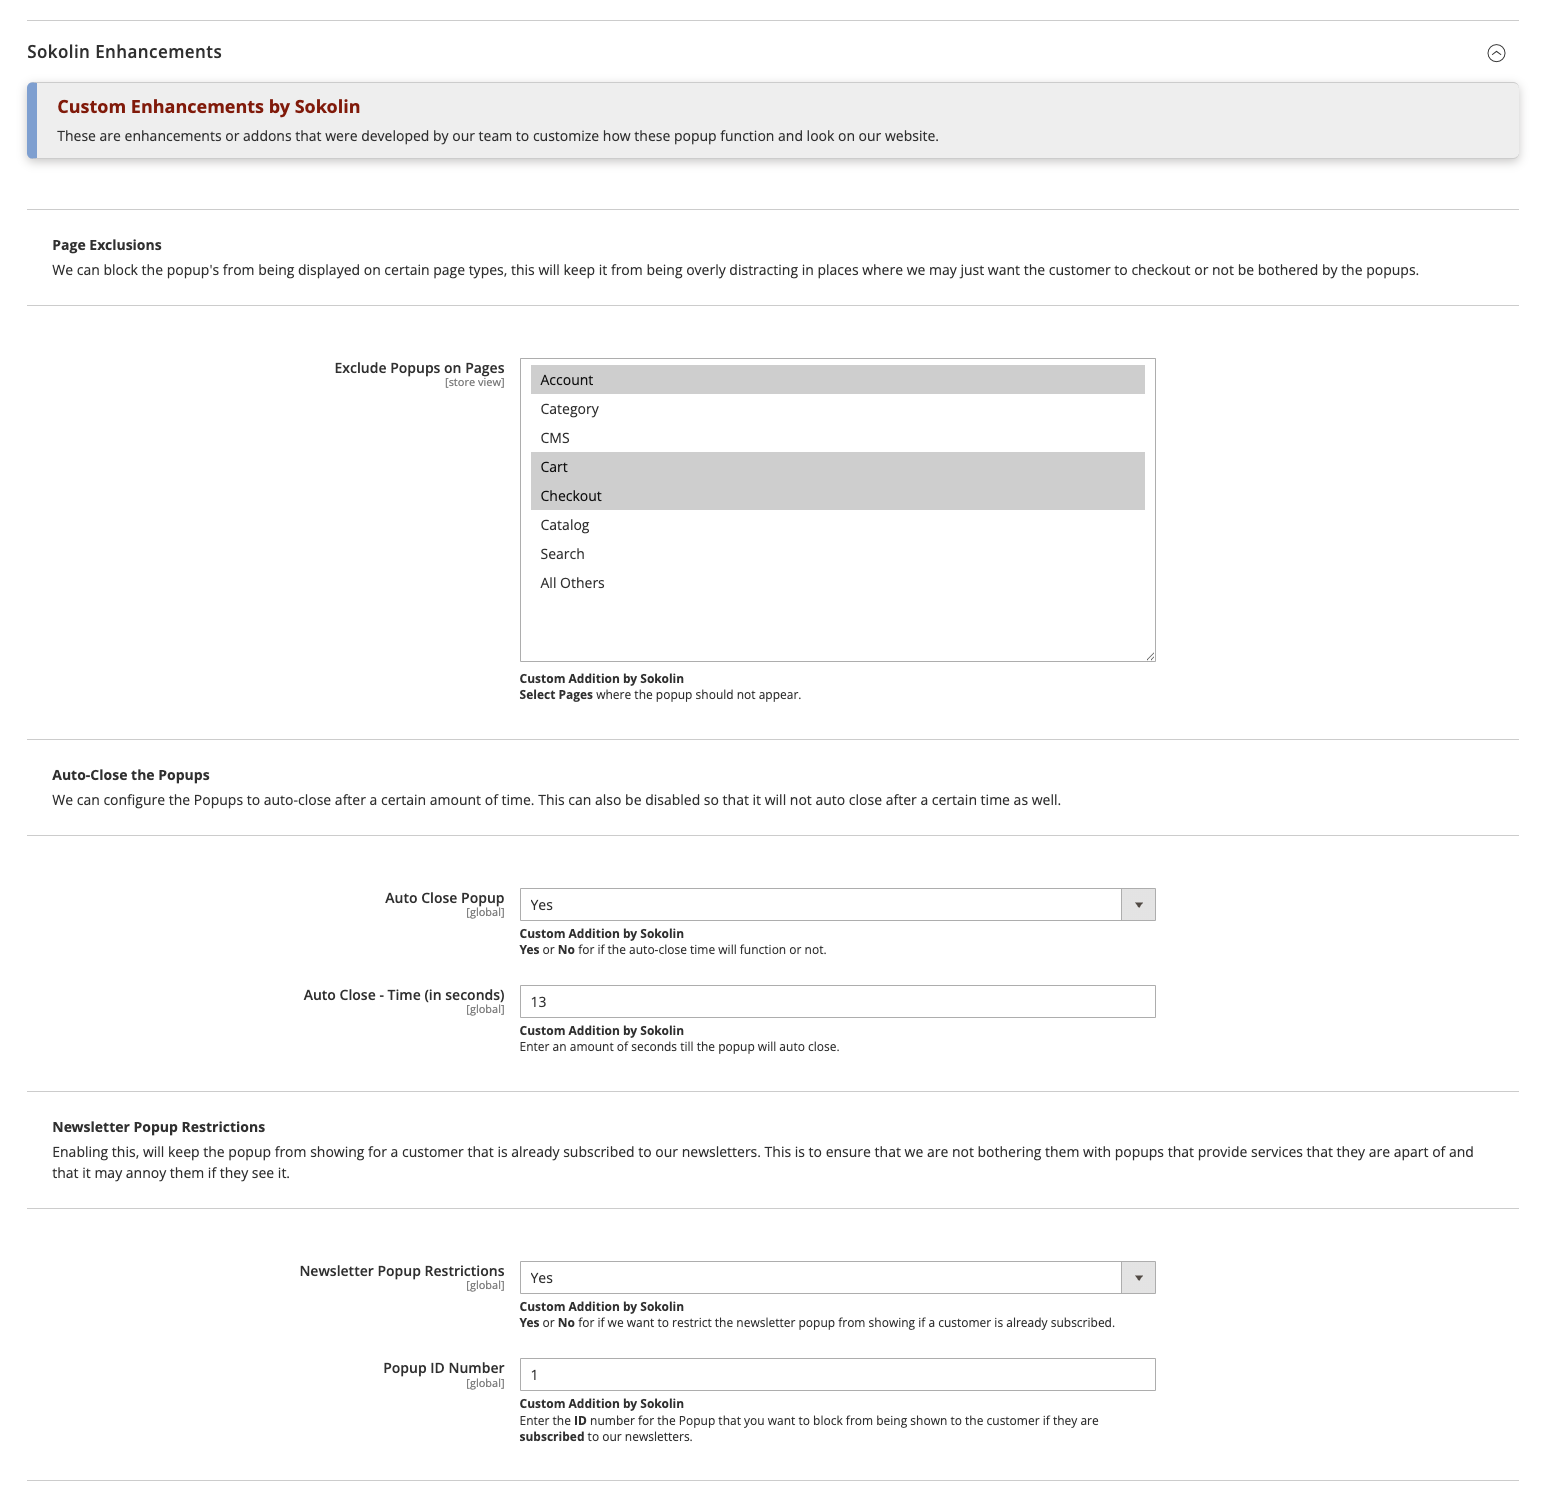 Sokolin Enhancements
Custom Enhancements by Sokolin
These are enhancements or addons that were developed by our team to customize how these popup function and look on our website.
Page Exclusions
We can block the popup's from being displayed on certain page types, this will keep it from being overly distracting in places where we may just want the customer to checkout or not be bothered by the popups.
Exclude Popups on Pages
[store view]
Account
Category
CMS
Cart
Checkout
Catalog
Search
All Others
Custom Addition by Sokolin
Select Pages where the popup should not appear.
Auto-Close the Popups
We can configure the Popups to auto-close after a certain amount of time. This can also be disabled so that it will not auto close after a certain time as well.
Auto Close Popup
[global]
Yes
Custom Addition by Sokolin
Yes or No for if the auto-close time will function or not.
Auto Close - Time (in seconds)
[global]
13
Custom Addition by Sokolin
Enter an amount of seconds till the popup will auto close.
Newsletter Popup Restrictions
Enabling this, will keep the popup from showing for a customer that is already subscribed to our newsletters. This is to ensure that we are not bothering them with popups that provide services that they are apart of and
that it may annoy them if they see it.
Newsletter Popup Restrictions
[global]
Yes
Custom Addition by Sokolin
Yes or No for if we want to restrict the newsletter popup from showing if a customer is already subscribed.
Popup ID Number
[global]
1
Custom Addition by Sokolin
Enter the ID number for the Popup that you want to block from being shown to the customer if they are
subscribed to our newsletters.